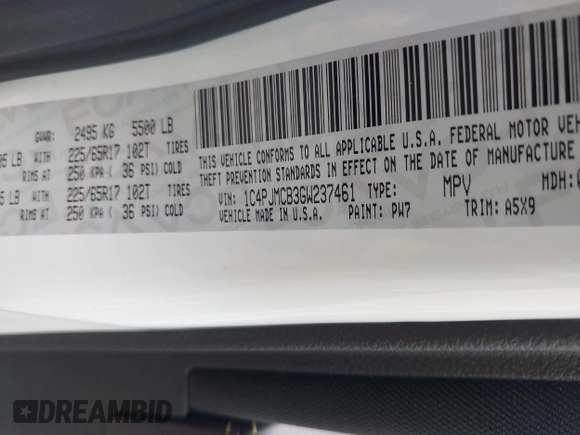 GVWR: 2495 KG 5500 LB
LB WITH 225/65R17 102T TIRES
RIMS AT 250 KPA ( 36 PSI) COLD
LB WITH 225/65R17 102T TIRES
RIMS AT 250 KPA ( 36 PSI) COLD
THIS VEHICLE CONFORMS TO ALL APPLICABLE U.S.A. FEDERAL MOTOR
THEFT PREVENTION STANDARDS IN EFFECT ON THE DATE OF MANUFACTURE
VIN: 1C4PJMCB3GW237461 TYPE: MPV MDH:
VEHICLE MADE IN U.S.A. PAINT: PW7 TRIM: A5X9
DREAMBID